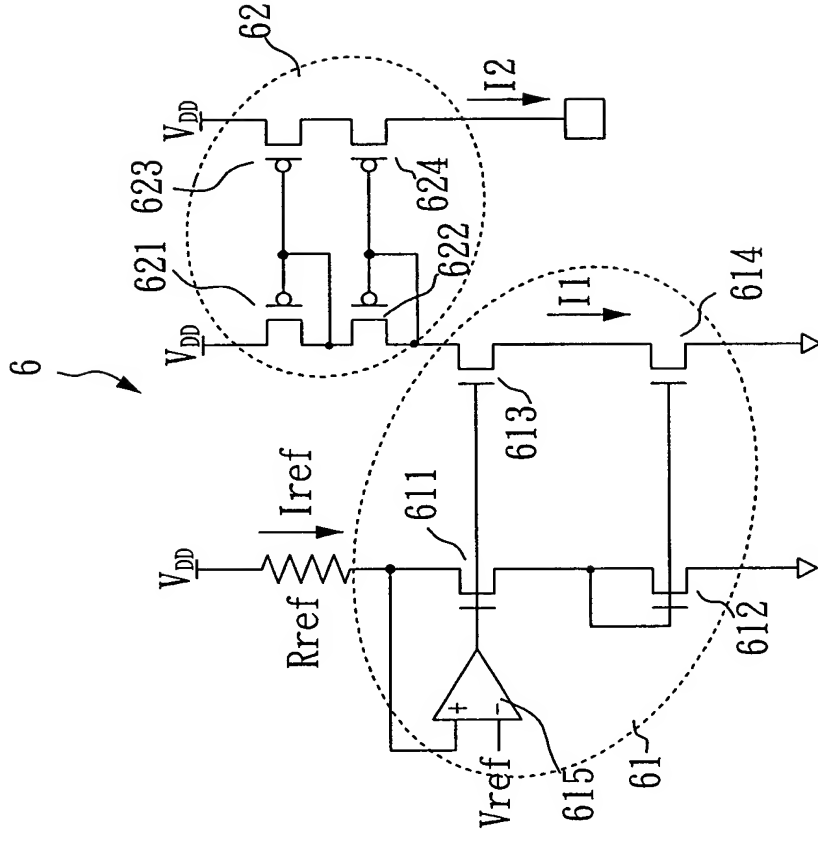 6
62
V_DD
V_DD
623
621
I2
624
622
V_DD
Iref
Rref
611
613
I1
614
612
+
-
Vref
615
61